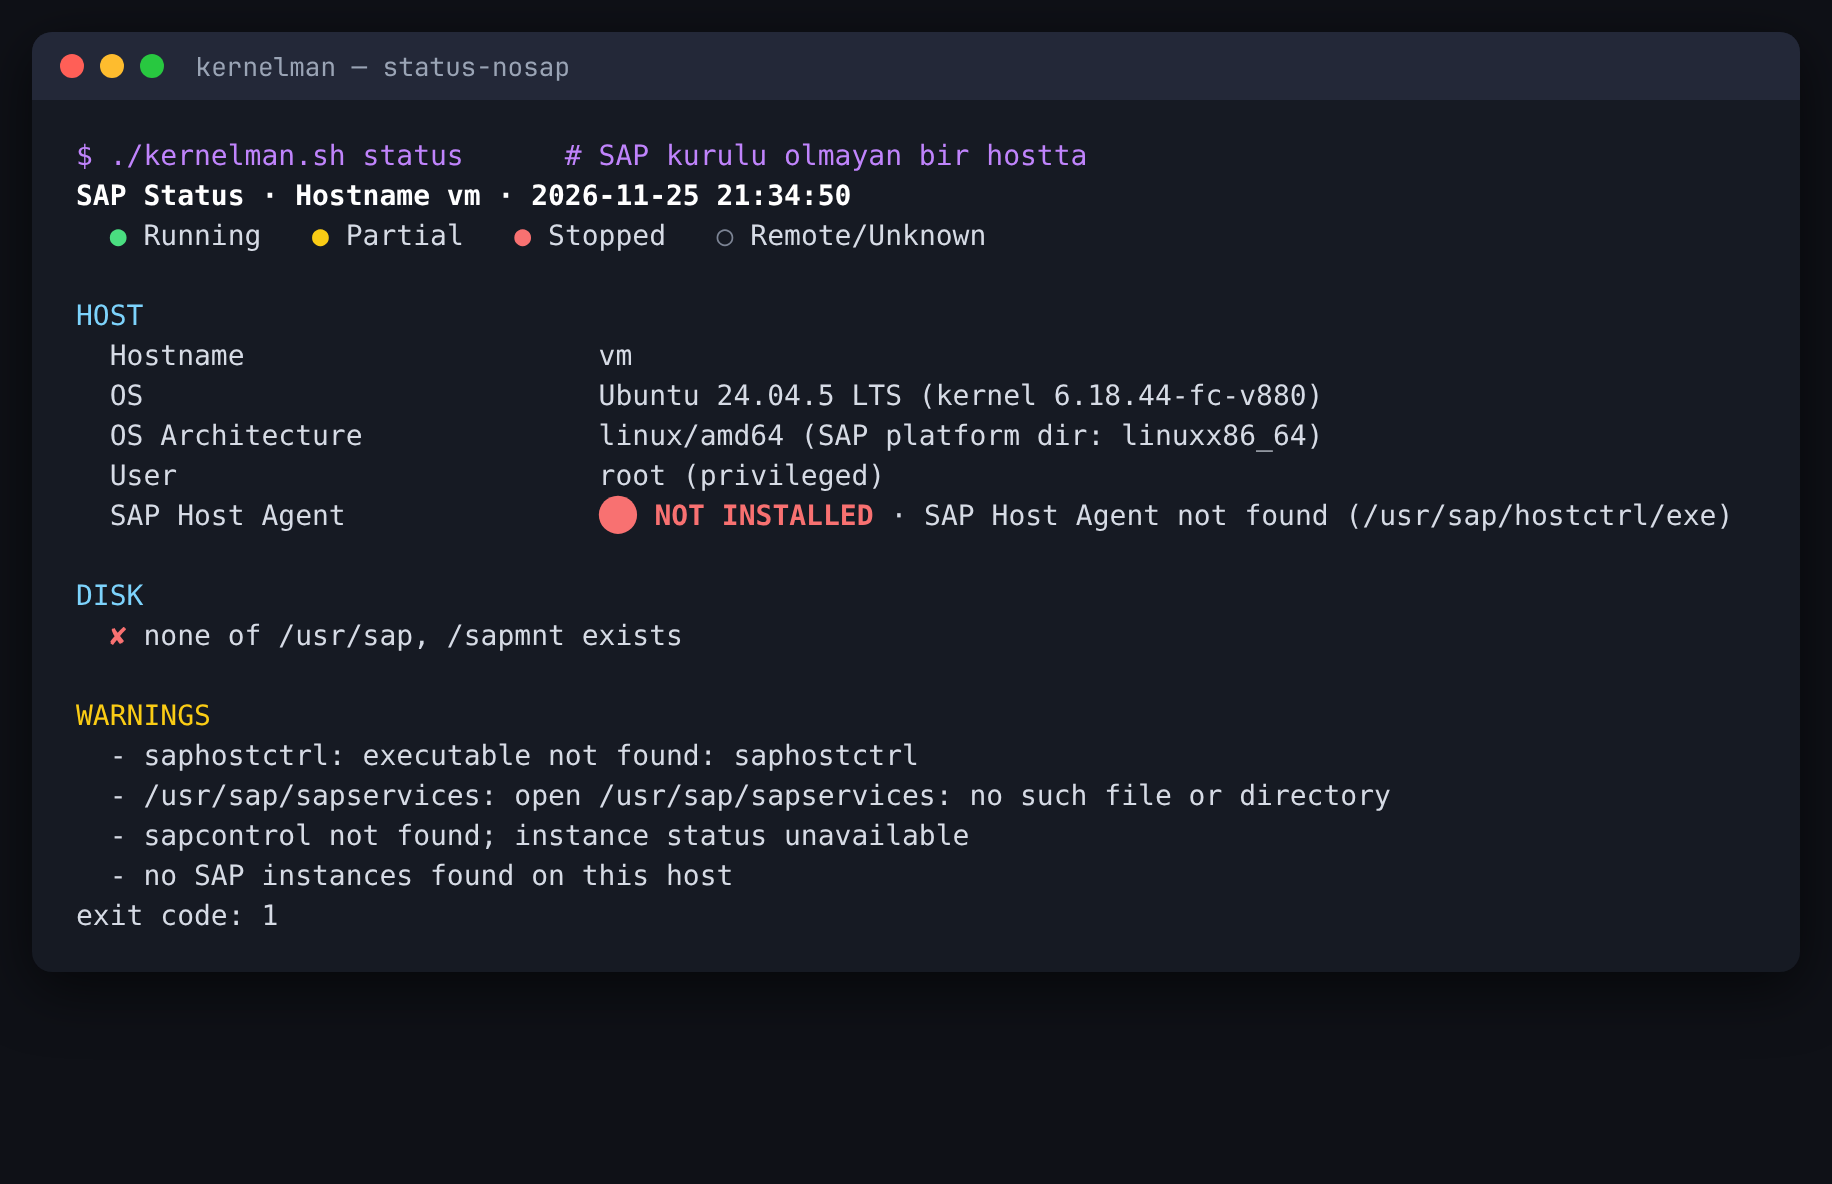 kernelman — status-nosap
$ ./kernelman.sh status      # SAP kurulu olmayan bir hostta
SAP Status · Hostname vm · 2026-11-25 21:34:50
● Running   ● Partial   ● Stopped   ○ Remote/Unknown
HOST
Hostname                     vm
OS                           Ubuntu 24.04.5 LTS (kernel 6.18.44-fc-v880)
OS Architecture              linux/amd64 (SAP platform dir: linuxx86_64)
User                         root (privileged)
SAP Host Agent               ● NOT INSTALLED · SAP Host Agent not found (/usr/sap/hostctrl/exe)
DISK
✘ none of /usr/sap, /sapmnt exists
WARNINGS
- saphostctrl: executable not found: saphostctrl
- /usr/sap/sapservices: open /usr/sap/sapservices: no such file or directory
- sapcontrol not found; instance status unavailable
- no SAP instances found on this host
exit code: 1